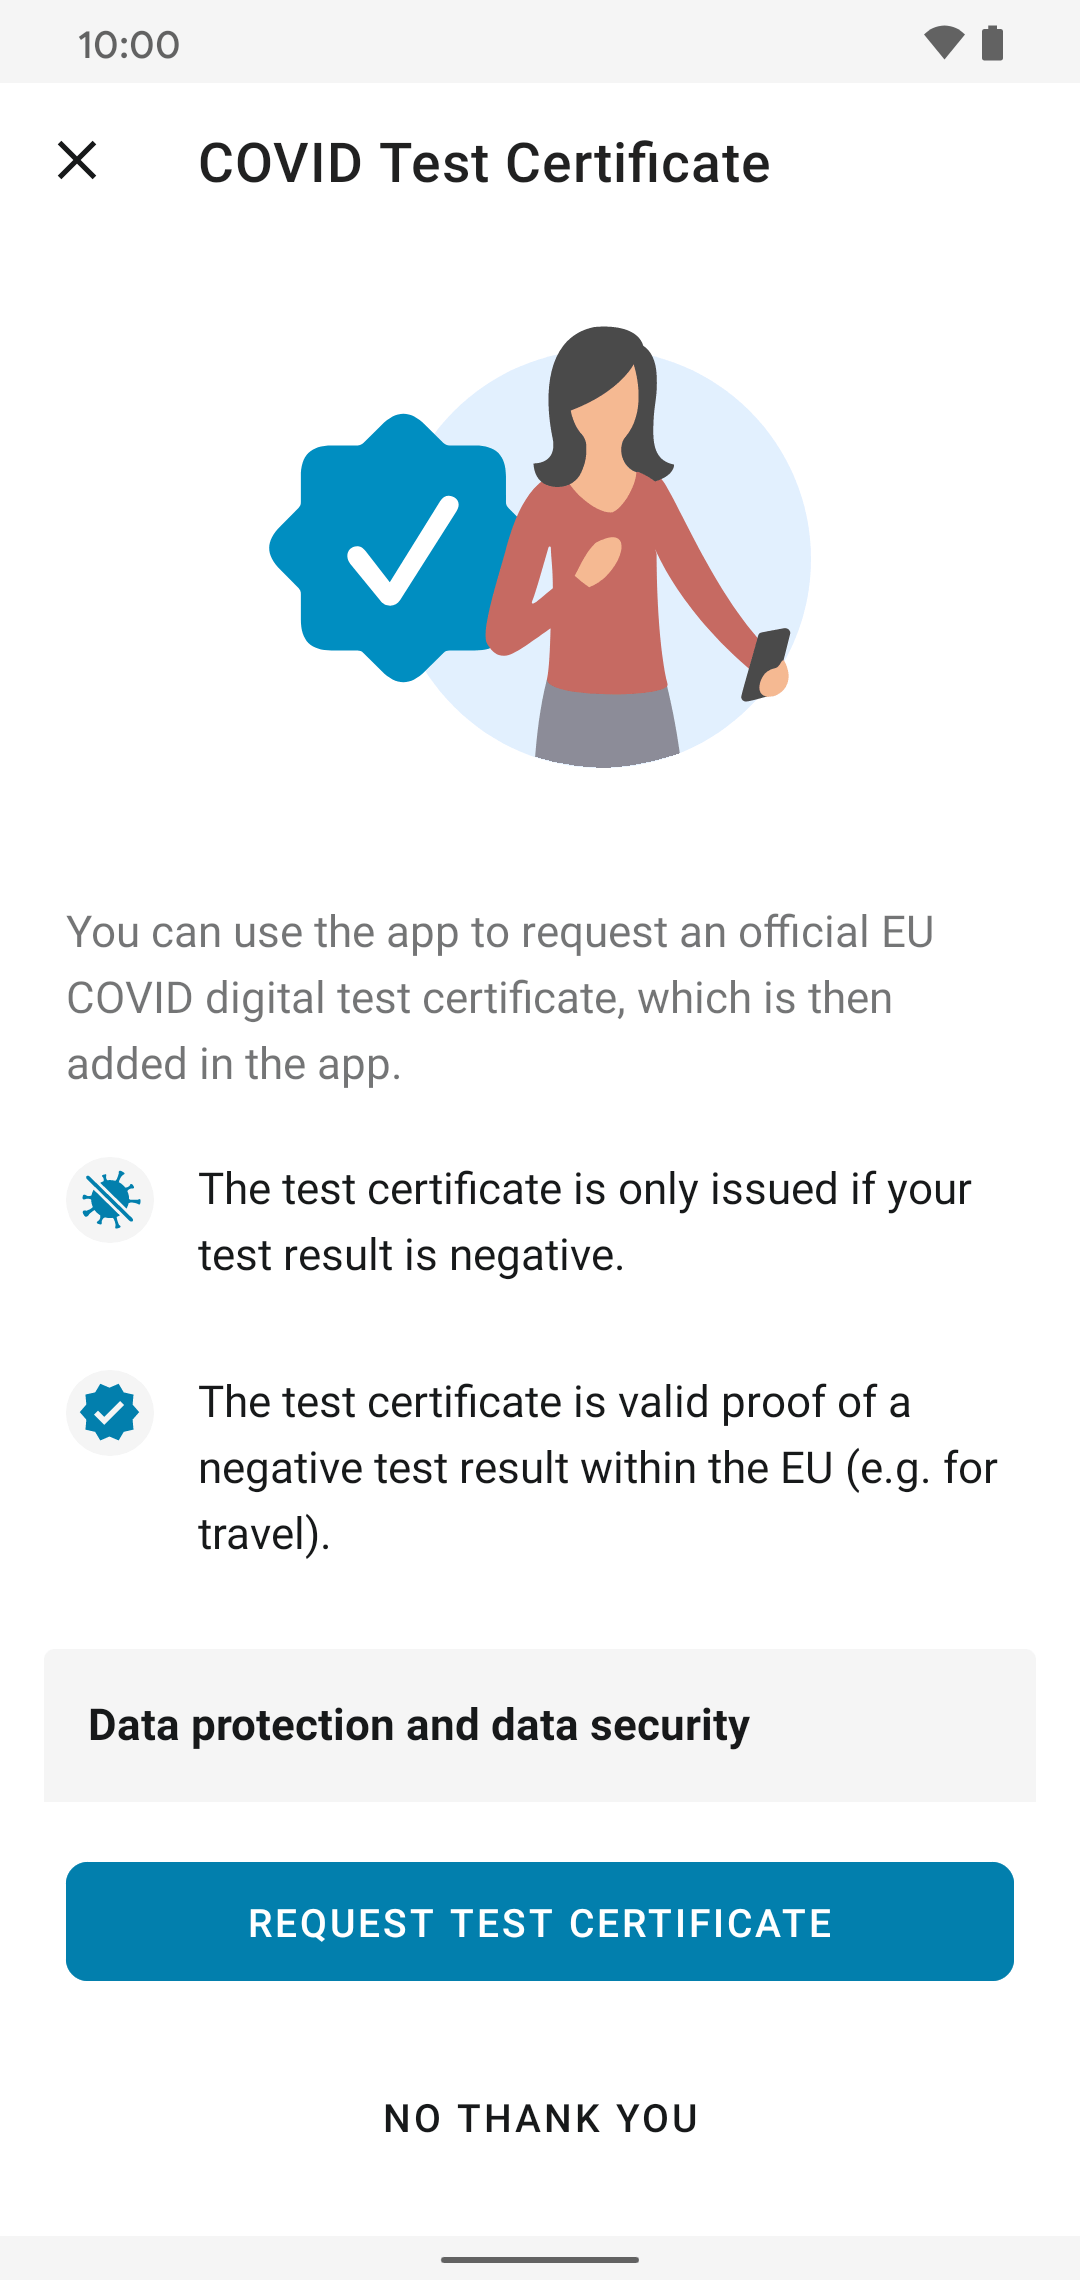 10:00
COVID Test Certificate
You can use the app to request an official EU
COVID digital test certificate, which is then
added in the app.
The test certificate is only issued if your
test result is negative.
The test certificate is valid proof of a
negative test result within the EU (e.g. for
travel).
Data protection and data security
REQUEST TEST CERTIFICATE
NO THANK YOU